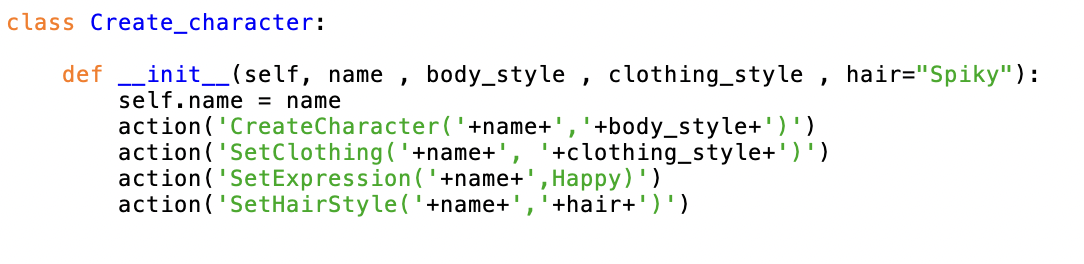 class Create_character:
def __init__(self, name , body_style , clothing_style , hair="Spiky"):
self.name = name
action('CreateCharacter('+name+','+body_style+')')
action('SetClothing('+name+', '+clothing_style+')')
action('SetExpression('+name+',Happy)')
action('SetHairStyle('+name+','+hair+')')